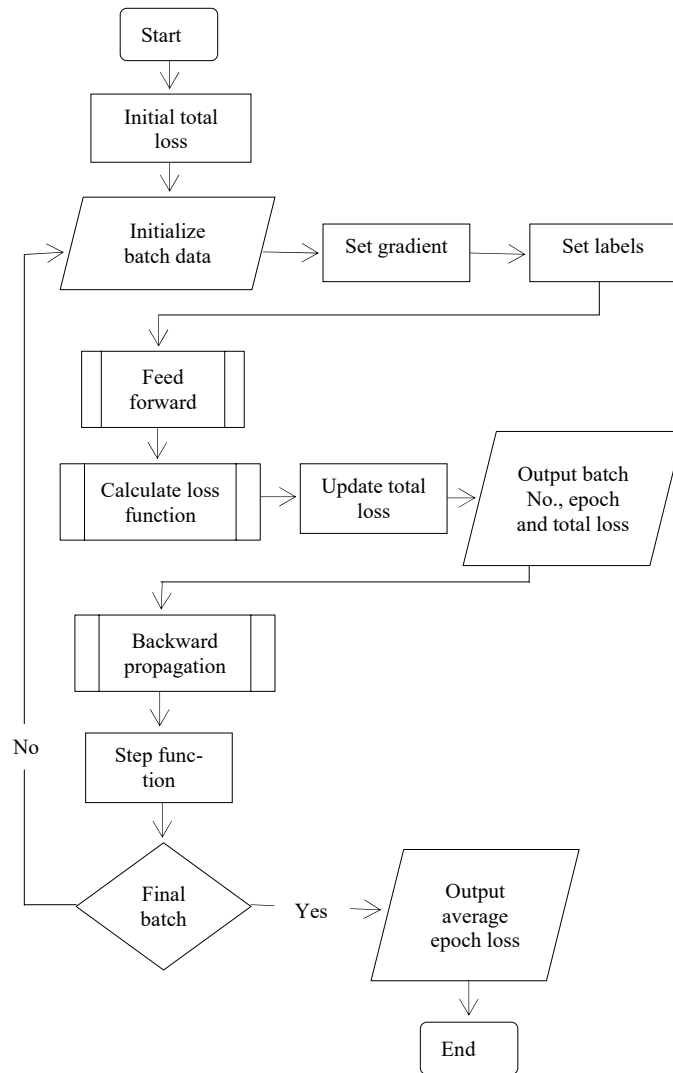 Start
Initial total
loss
Initialize
batch data
Set gradient
Set labels
Feed
forward
Calculate loss
function
Update total
loss
Output batch
No., epoch
and total loss
Backward
propagation
Step func-
tion
No
Final
batch
Yes
Output
average
epoch loss
End